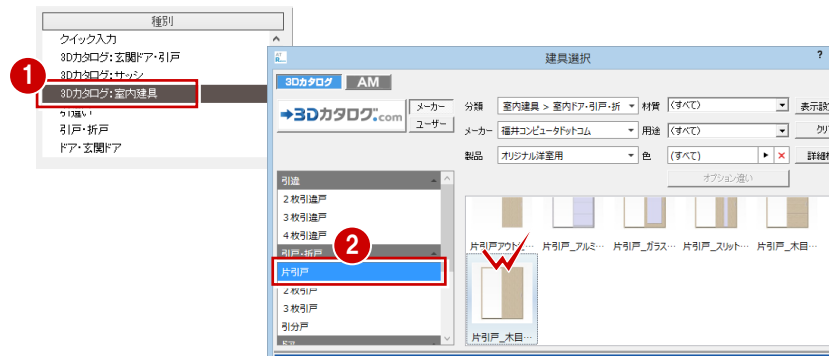 種別
クイック入力
3Dカタログ:玄関ドア・引戸
3Dカタログ:サッシ
3Dカタログ:室内建具
引違い
引戸・折戸
ドア・玄関ドア
1
建具選択
?
3Dカタログ AM
3Dカタログ.com
メーカー
ユーザー
分類 室内建具 > 室内ドア・引戸・折 材質 (すべて) 表示設
メーカー 福井コンピュータドットコム 用途 (すべて) クリ
製品 オリジナル洋室用 色 (すべて) 詳細
オプション違い
引違
2枚引違戸
3枚引違戸
4枚引違戸
引戸・折戸
片引戸
2枚引戸
3枚引戸
引分戸
2
片引戸アウト… 片引戸_アルミ… 片引戸_ガラス… 片引戸_スリット… 片引戸_木目…
片引戸_木目…